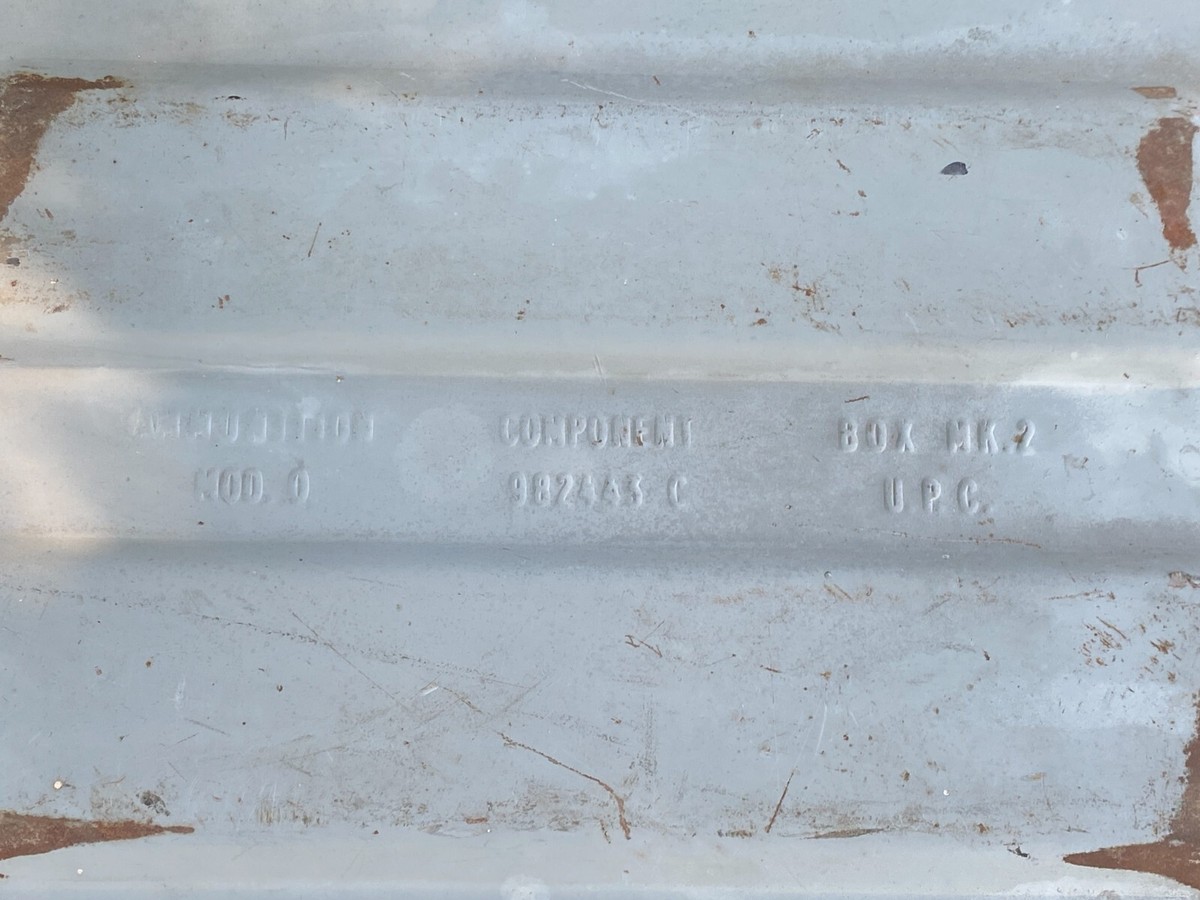 AMMUNITION COMPONENT BOX MK.2
MOD. 0 982443 C U.P.C.